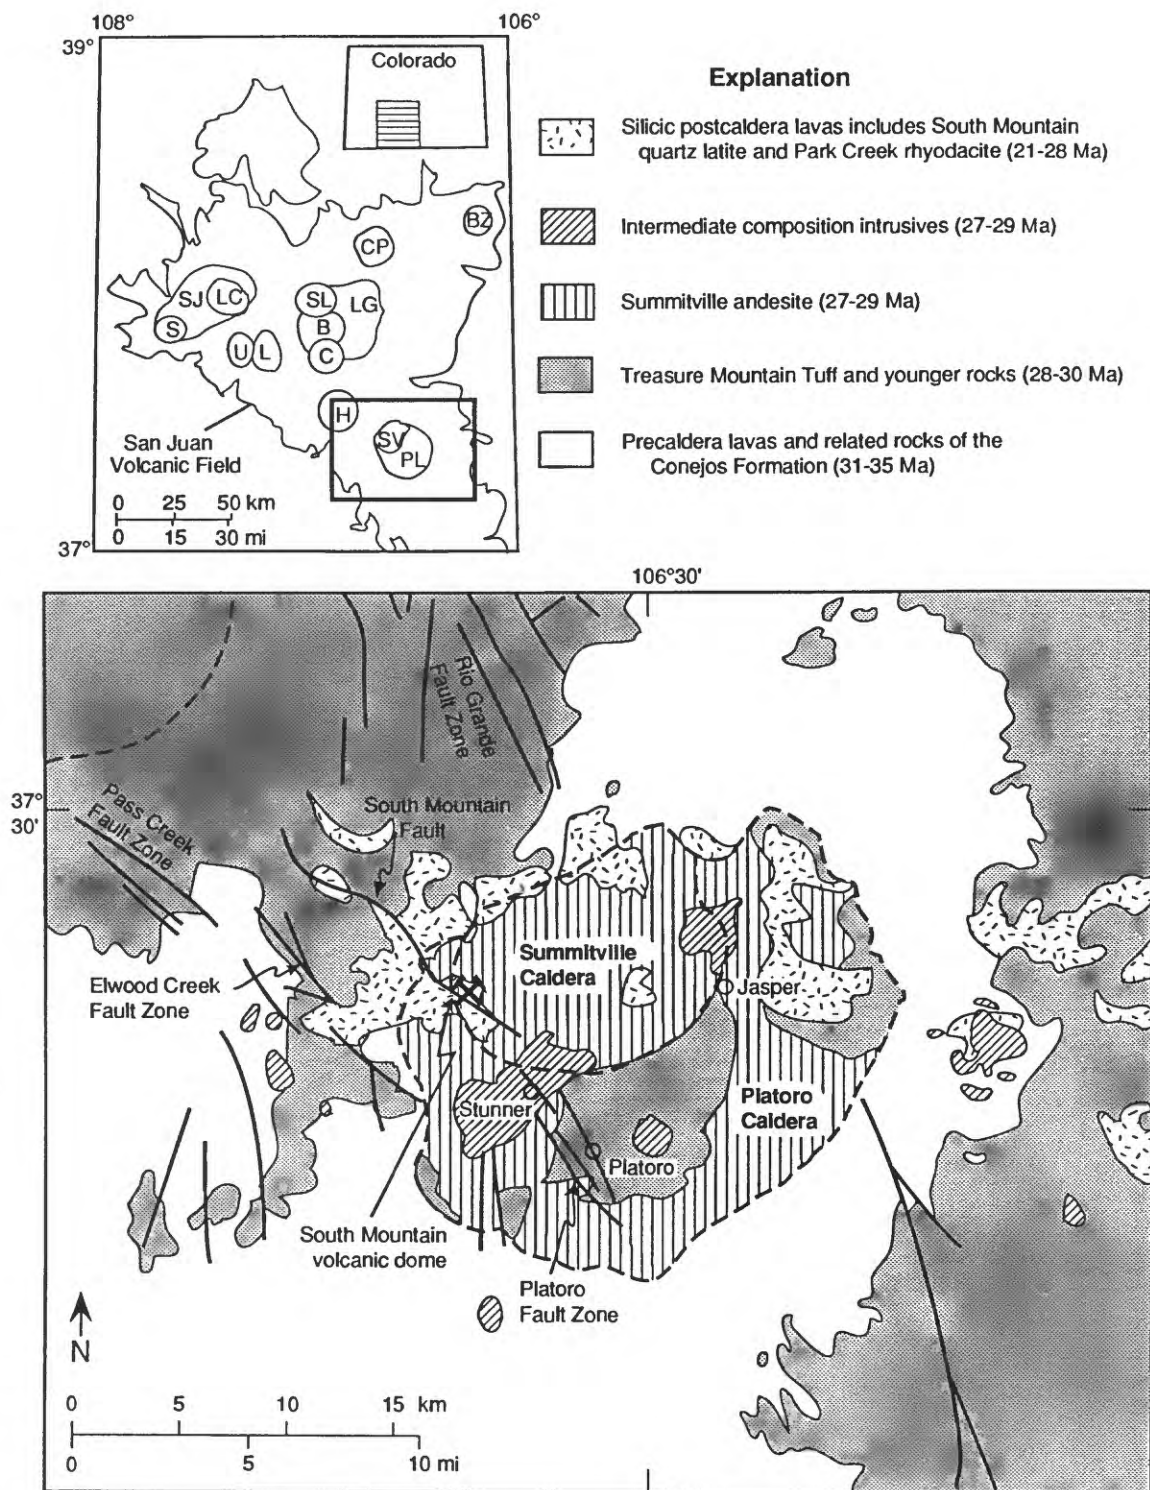 108°
106°
39°
Colorado
BZ
CP
SJ
LC
SL
LG
S
B
U
L
C
H
SV
PL
San Juan
Volcanic Field
0 25 50 km
0 15 30 mi
37°
Explanation
Silicic postcaldera lavas includes South Mountain
quartz latite and Park Creek rhyodacite (21-28 Ma)
Intermediate composition intrusives (27-29 Ma)
Summitville andesite (27-29 Ma)
Treasure Mountain Tuff and younger rocks (28-30 Ma)
Precaldera lavas and related rocks of the
Conejos Formation (31-35 Ma)
106°30'
Rio Grande
Fault Zone
37°
30'
Pass Creek
Fault Zone
South Mountain
Fault
Summitville
Caldera
Elwood Creek
Fault Zone
Jasper
Stunner
Platoro
Caldera
Platoro
South Mountain
volcanic dome
Platoro
Fault Zone
N
0 5 10 15 km
0 5 10 mi